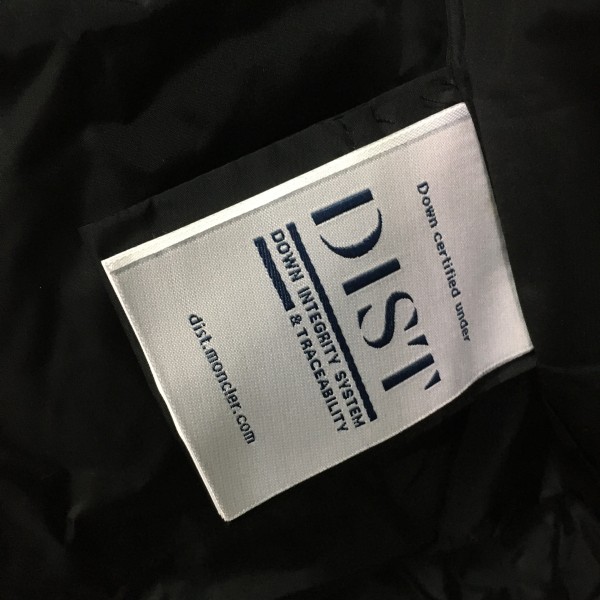 Down certified under
DIST
DOWN INTEGRITY SYSTEM
& TRACEABILITY
dist.moncler.com